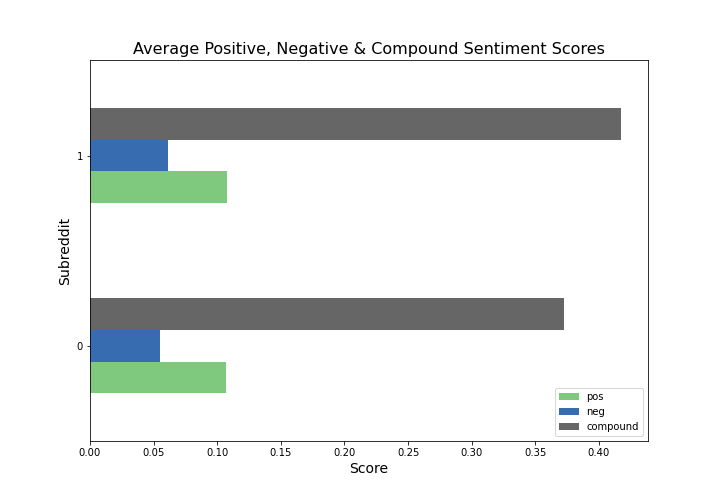 Average Positive, Negative & Compound Sentiment Scores
Subreddit
1
0
pos
neg
compound
0.00 0.05 0.10 0.15 0.20 0.25 0.30 0.35 0.40
Score